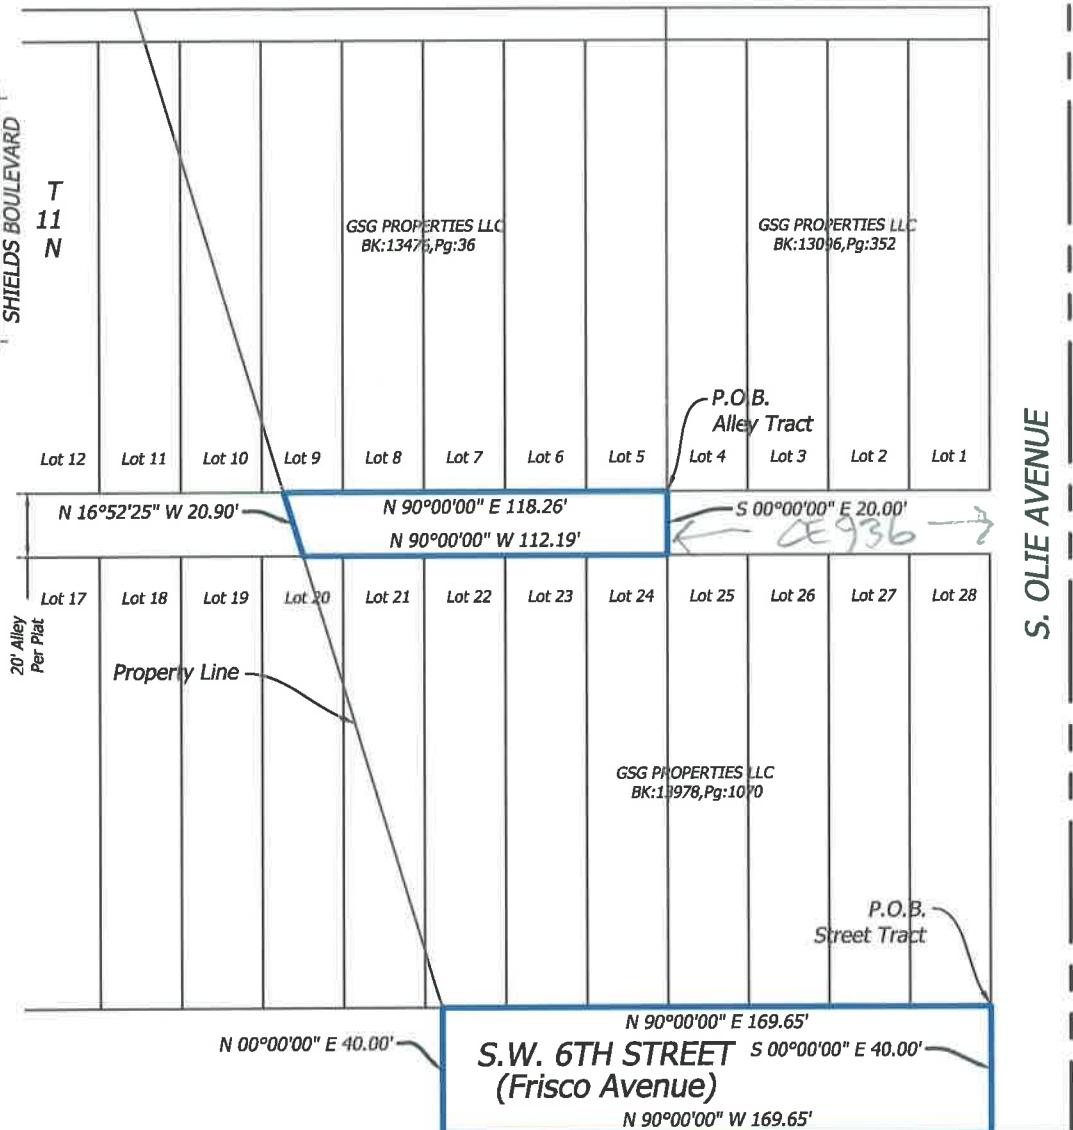 SHIELDS BOULEVARD
T
11
N
GSG PROPERTIES LLC
BK:13476,Pg:36
GSG PROPERTIES LLC
BK:13096,Pg:352
P.O.B.
Alley Tract
Lot 12 Lot 11 Lot 10 Lot 9 Lot 8 Lot 7 Lot 6 Lot 5 Lot 4 Lot 3 Lot 2 Lot 1
N 16°52'25" W 20.90'
N 90°00'00" E 118.26'
S 00°00'00" E 20.00'
N 90°00'00" W 112.19'
CE936
S. OLIE AVENUE
20' Alley
Per Plat
Lot 17 Lot 18 Lot 19 Lot 20 Lot 21 Lot 22 Lot 23 Lot 24 Lot 25 Lot 26 Lot 27 Lot 28
Property Line
GSG PROPERTIES LLC
BK:13978,Pg:1070
P.O.B.
Street Tract
N 90°00'00" E 169.65'
N 00°00'00" E 40.00'
S.W. 6TH STREET
S 00°00'00" E 40.00'
(Frisco Avenue)
N 90°00'00" W 169.65'